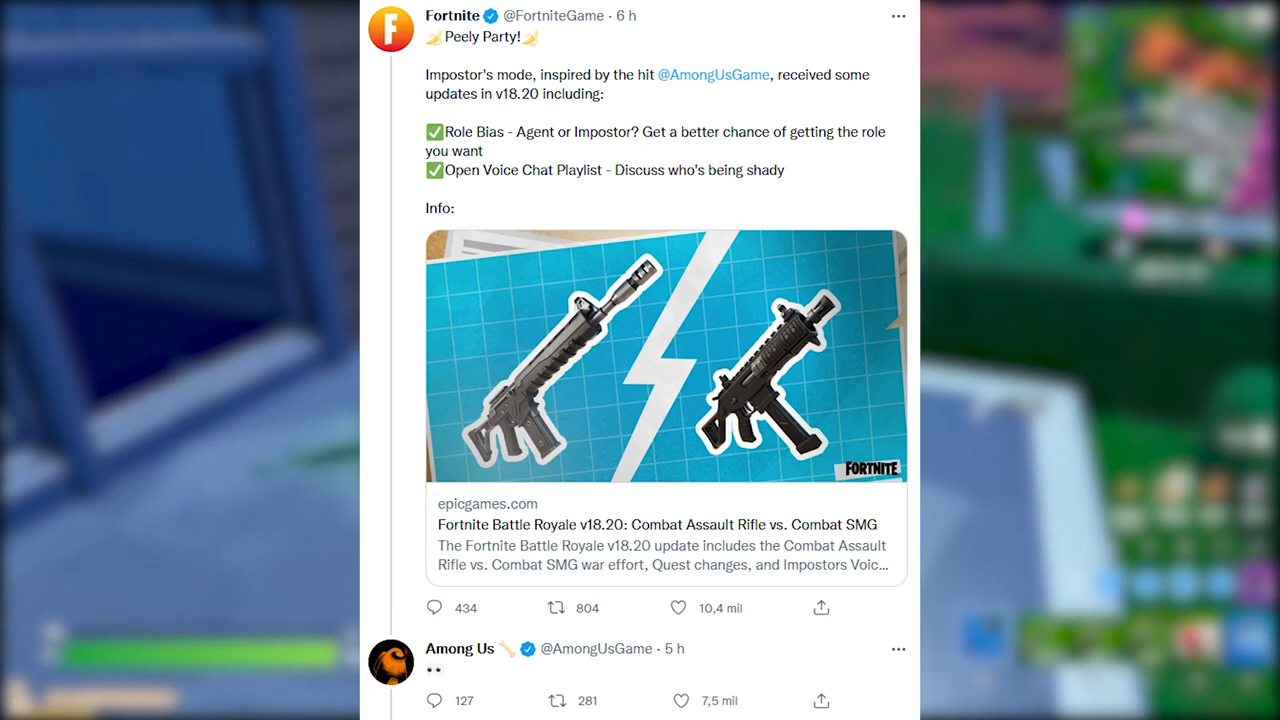 Fortnite @FortniteGame · 6 h
🍌Peely Party!🍌
Impostor's mode, inspired by the hit @AmongUsGame, received some
updates in v18.20 including:
✅Role Bias - Agent or Impostor? Get a better chance of getting the role
you want
✅Open Voice Chat Playlist - Discuss who's being shady
Info:
FORTNITE
epicgames.com
Fortnite Battle Royale v18.20: Combat Assault Rifle vs. Combat SMG
The Fortnite Battle Royale v18.20 update includes the Combat Assault
Rifle vs. Combat SMG war effort, Quest changes, and Impostors Voic...
434 804 10,4 mil
Among Us 🦴 @AmongUsGame · 5 h
👀
127 281 7,5 mil